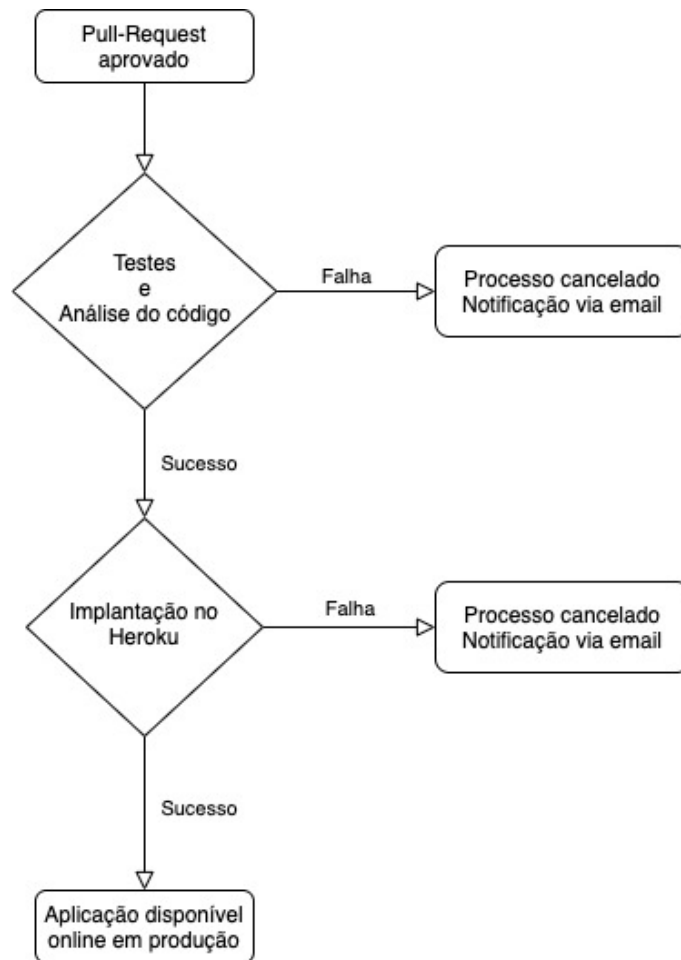 Pull-Request
aprovado
Testes
e
Análise do código
Falha
Processo cancelado
Notificação via email
Sucesso
Implantação no
Heroku
Falha
Processo cancelado
Notificação via email
Sucesso
Aplicação disponível
online em produção